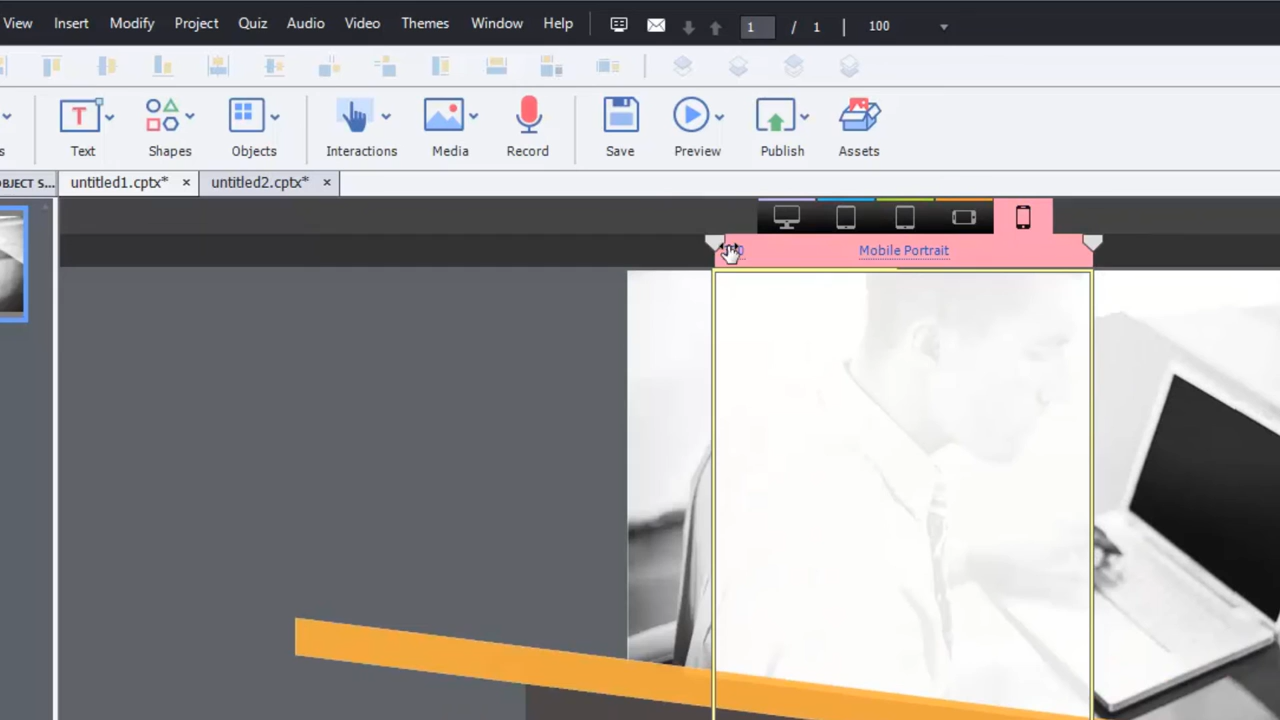 View Insert Modify Project Quiz Audio Video Themes Window Help 1 / 1 100
T
Text Shapes Objects Interactions Media Record Save Preview Publish Assets
BJECT S... untitled1.cptx* × untitled2.cptx* ×
Mobile Portrait